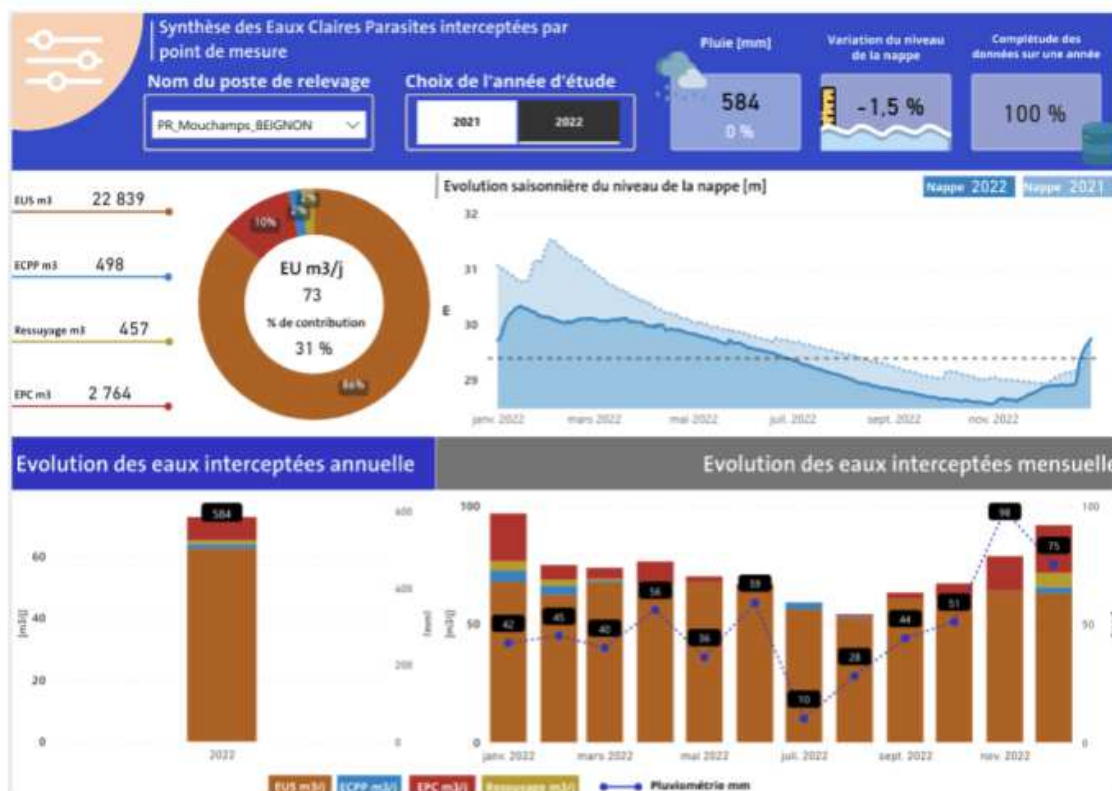 Synthèse des Eaux Claires Parasites interceptées par
point de mesure
Nom du poste de relevage
PR_Mouchamps_BEIGNON
Choix de l'année d'étude
2021
2022
Pluie [mm]
584
0 %
Variation du niveau
de la nappe
-1,5 %
Complétude des
données sur une année
100 %
EUS m3 22 839
ECPP m3 498
Ressuyage m3 457
EPC m3 2 764
10%
2%
2%
86%
EU m3/j
73
% de contribution
31 %
Evolution saisonnière du niveau de la nappe [m]
Nappe 2022
Nappe 2021
32
31
30
29
m
janv. 2022
mars 2022
mai 2022
juil. 2022
sept. 2022
nov. 2022
Evolution des eaux interceptées annuelle
584
60
40
20
0
[m3/j]
600
400
200
0
[mm]
2022
Evolution des eaux interceptées mensuelle
100
50
0
[m3/j]
100
50
0
42
45
40
56
36
59
10
28
44
51
98
75
janv. 2022
mars 2022
mai 2022
juil. 2022
sept. 2022
nov. 2022
EUS m3/j
ECPP m3/j
EPC m3/j
Ressuyage m3/j
Pluviométrie mm